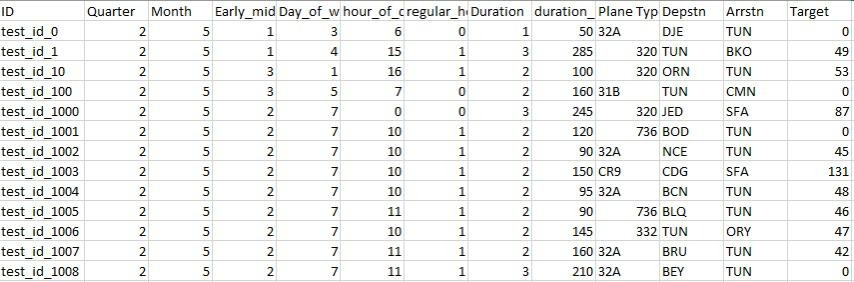 ID Quarter Month Early_mid Day_of_w hour_of_c regular_h Duration duration_ Plane Typ Depstn Arrstn Target
test_id_0 2 5 1 3 6 0 1 50 32A DJE TUN 0
test_id_1 2 5 1 4 15 1 3 285 320 TUN BKO 49
test_id_10 2 5 3 1 16 1 2 100 320 ORN TUN 53
test_id_100 2 5 3 5 7 0 2 160 31B TUN CMN 0
test_id_1000 2 5 2 7 0 0 3 245 320 JED SFA 87
test_id_1001 2 5 2 7 10 1 2 120 736 BOD TUN 0
test_id_1002 2 5 2 7 10 1 2 90 32A NCE TUN 45
test_id_1003 2 5 2 7 10 1 2 150 CR9 CDG SFA 131
test_id_1004 2 5 2 7 10 1 2 95 32A BCN TUN 48
test_id_1005 2 5 2 7 11 1 2 90 736 BLQ TUN 46
test_id_1006 2 5 2 7 10 1 2 145 332 TUN ORY 47
test_id_1007 2 5 2 7 11 1 2 160 32A BRU TUN 42
test_id_1008 2 5 2 7 11 1 3 210 32A BEY TUN 0